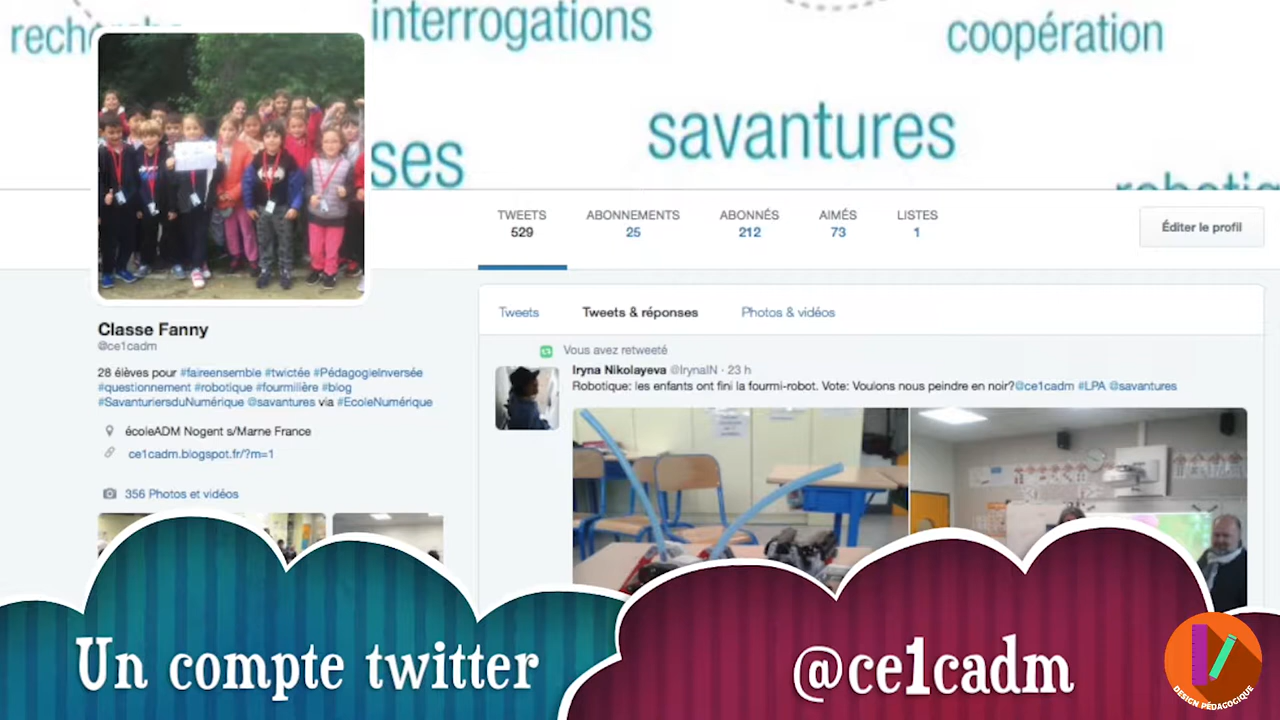 interrogations
coopération
savantures
ses
TWEETS ABONNEMENTS ABONNÉS AIMÉS LISTES
529 25 212 73 1
Éditer le profil
Tweets Tweets & réponses Photos & vidéos
Classe Fanny
@ce1cadm
28 élèves pour #faireensemble #twictée #PédagogieInversée
#questionnement #robotique #fourmilière #blog
#SavanturiersduNumérique @savantures via #EcoleNumérique
écoleADM Nogent s/Marne France
ce1cadm.blogspot.fr/?m=1
356 Photos et vidéos
Vous avez retweeté
Iryna Nikolayeva @IrynaIN · 23 h
Robotique: les enfants ont fini la fourmi-robot. Vote: Voulons nous peindre en noir?@ce1cadm #LPA @savantures
Un compte twitter
@ce1cadm
DESIGN PÉDAGOGIQUE